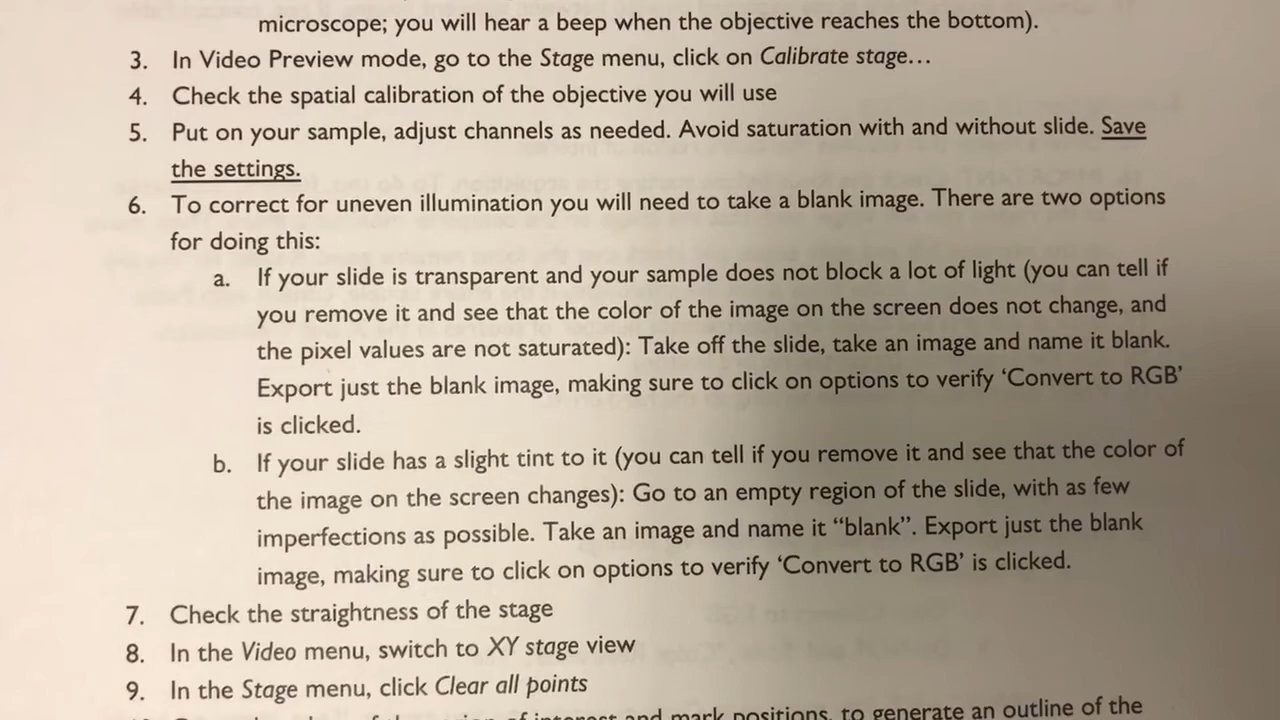 microscope; you will hear a beep when the objective reaches the bottom).
3. In Video Preview mode, go to the Stage menu, click on Calibrate stage…
4. Check the spatial calibration of the objective you will use
5. Put on your sample, adjust channels as needed. Avoid saturation with and without slide. Save
the settings.
6. To correct for uneven illumination you will need to take a blank image. There are two options
for doing this:
a. If your slide is transparent and your sample does not block a lot of light (you can tell if
you remove it and see that the color of the image on the screen does not change, and
the pixel values are not saturated): Take off the slide, take an image and name it blank.
Export just the blank image, making sure to click on options to verify ‘Convert to RGB’
is clicked.
b. If your slide has a slight tint to it (you can tell if you remove it and see that the color of
the image on the screen changes): Go to an empty region of the slide, with as few
imperfections as possible. Take an image and name it “blank”. Export just the blank
image, making sure to click on options to verify ‘Convert to RGB’ is clicked.
7. Check the straightness of the stage
8. In the Video menu, switch to XY stage view
9. In the Stage menu, click Clear all points
of interest and mark positions, to generate an outline of the